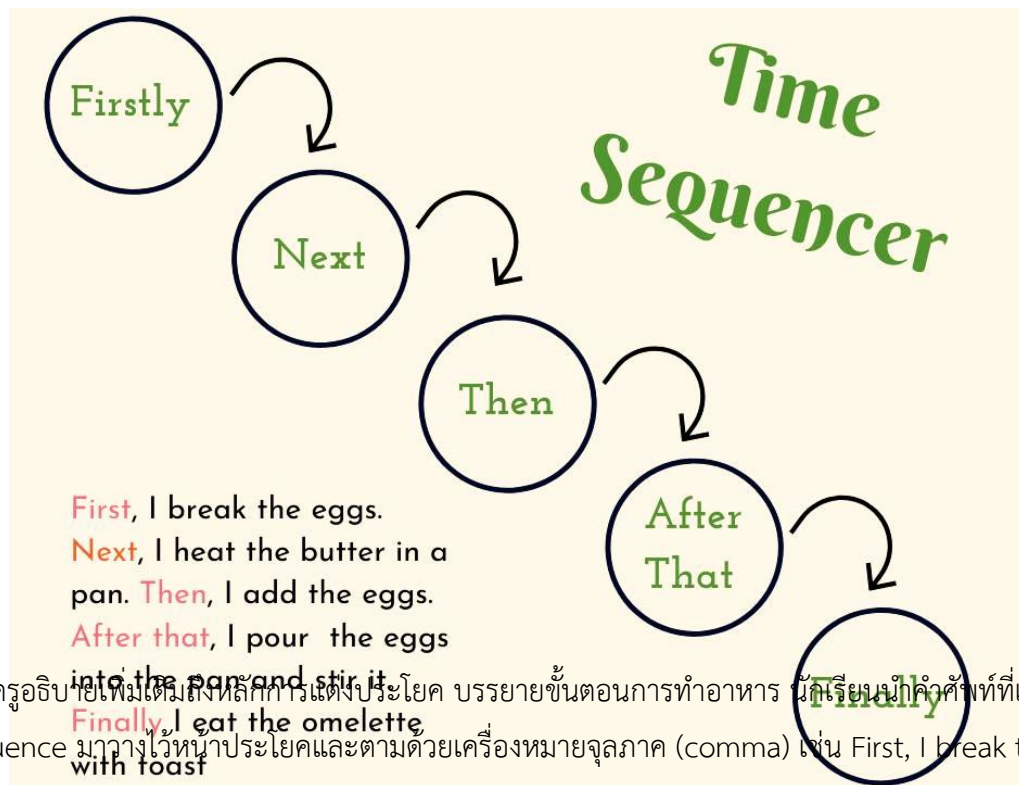 Firstly
Time
Sequencer
Next
Then
After
That
First, I break the eggs.
Next, I heat the butter in a
pan. Then, I add the eggs.
After that, I pour the eggs
into the pan and stir it.
Finally I eat the omelette
with toast
Finally
ครูอธิบายเพิ่มเติมถึงหลักการแต่งประโยค บรรยายขั้นตอนการทำอาหาร นักเรียนนำคำศัพท์ที่
มาวางไว้หน้าประโยคและตามด้วยเครื่องหมายจุลภาค (comma) เช่น First, I break